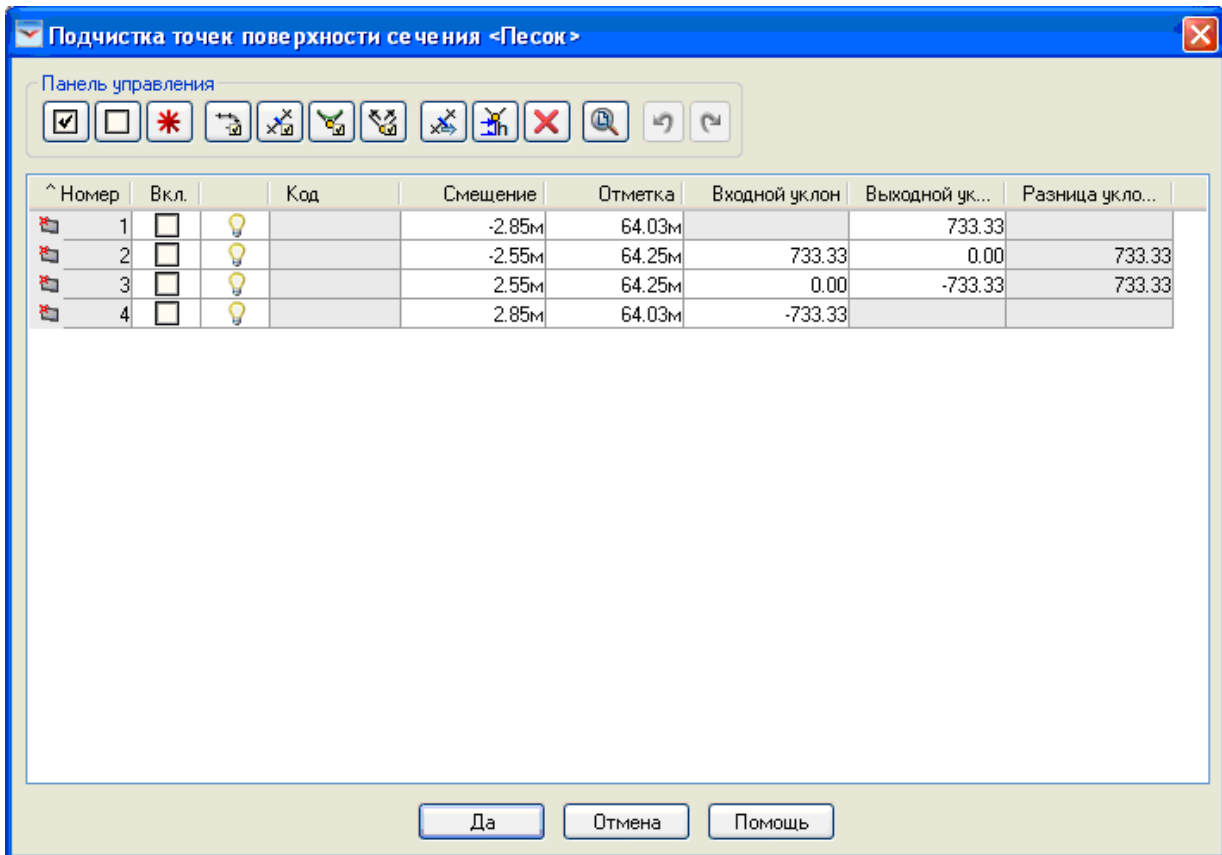 Подчистка точек поверхности сечения <Песок>
Панель управления
^ Номер Вкл. Код Смещение Отметка Входной уклон Выходной ук... Разница укло...
1 -2.85м 64.03м 733.33
2 -2.55м 64.25м 733.33 0.00 733.33
3 2.55м 64.25м 0.00 -733.33 733.33
4 2.85м 64.03м -733.33
Да Отмена Помощь